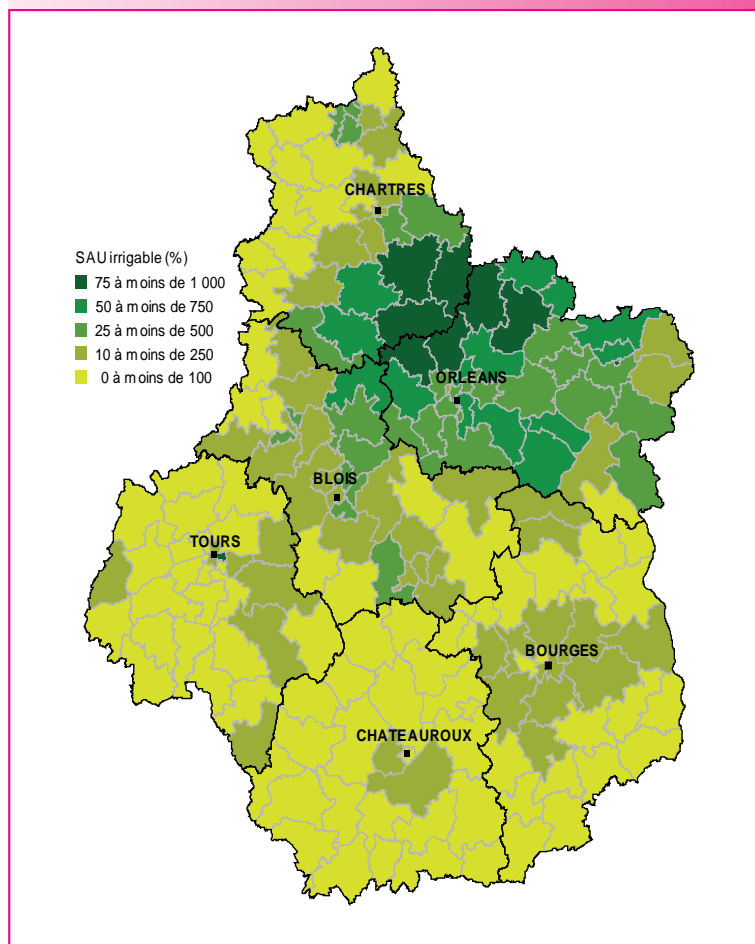 CHARTRES
SAU irrigable (%)
75 à moins de 1 000
50 à moins de 750
25 à moins de 500
10 à moins de 250
0 à moins de 100
ORLEANS
BLOIS
TOURS
BOURGES
CHATEAUROUX